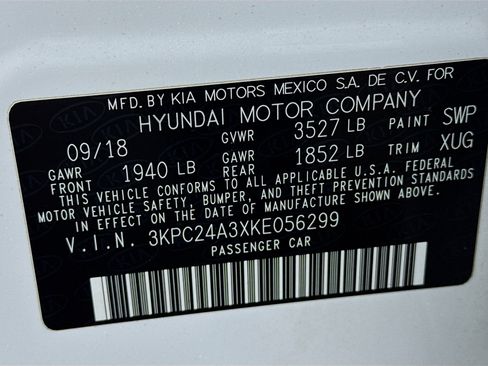 MFD. BY KIA MOTORS MEXICO S.A. DE C.V. FOR
HYUNDAI MOTOR COMPANY
09/18 GVWR 3527 LB PAINT SWP
GAWR FRONT 1940 LB GAWR REAR 1852 LB TRIM XUG
THIS VEHICLE CONFORMS TO ALL APPLICABLE U.S.A. FEDERAL
MOTOR VEHICLE SAFETY, BUMPER, AND THEFT PREVENTION STANDARDS
IN EFFECT ON THE DATE OF MANUFACTURE SHOWN ABOVE
V.I.N. 3KPC24A3XKE056299
PASSENGER CAR